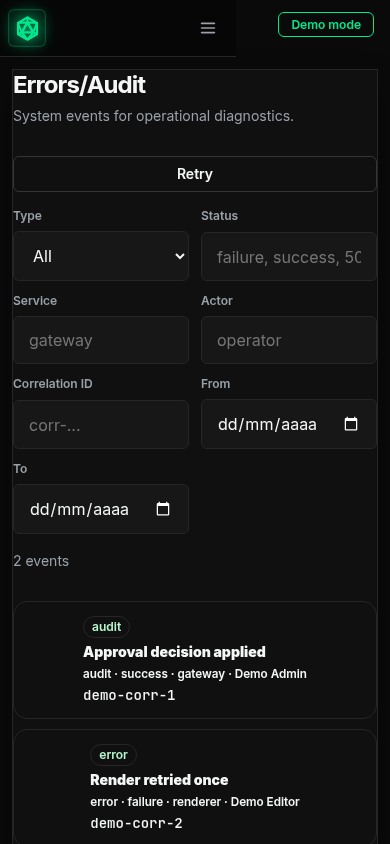 Demo mode
Errors/Audit
System events for operational diagnostics.
Retry
Type
Status
All
failure, success, 50
Service
Actor
gateway
operator
Correlation ID
From
corr-...
dd/mm/aaaa
To
dd/mm/aaaa
2 events
audit
Approval decision applied
audit · success · gateway · Demo Admin
demo-corr-1
error
Render retried once
error · failure · renderer · Demo Editor
demo-corr-2